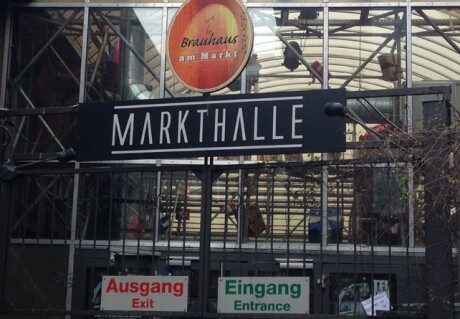 Brauhaus
am Markt
MARKTHALLE
Ausgang
Exit
Eingang
Entrance